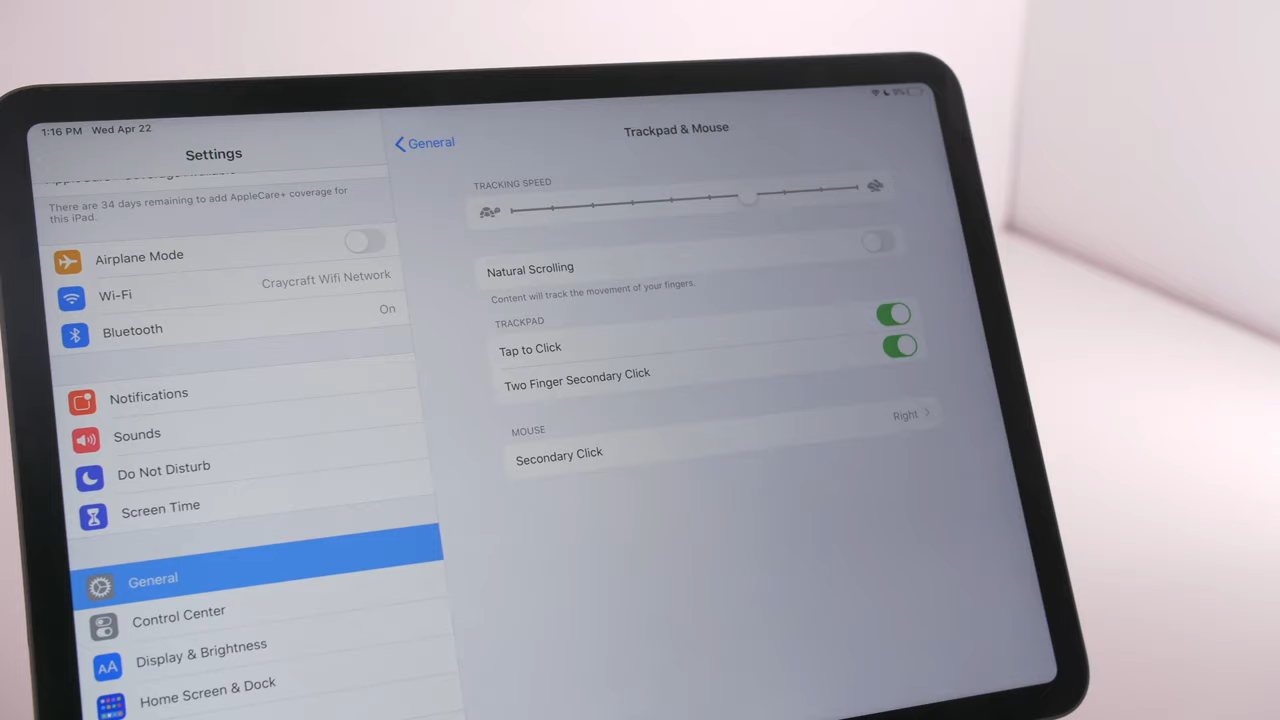 1:16 PM Wed Apr 22
Settings
There are 34 days remaining to add AppleCare+ coverage for
this iPad.
Airplane Mode
Wi-Fi Craycraft Wifi Network
Bluetooth On
Notifications
Sounds
Do Not Disturb
Screen Time
General
Control Center
AA Display & Brightness
Home Screen & Dock
General
Trackpad & Mouse
TRACKING SPEED
Natural Scrolling
Content will track the movement of your fingers.
TRACKPAD
Tap to Click
Two Finger Secondary Click
MOUSE
Secondary Click Right